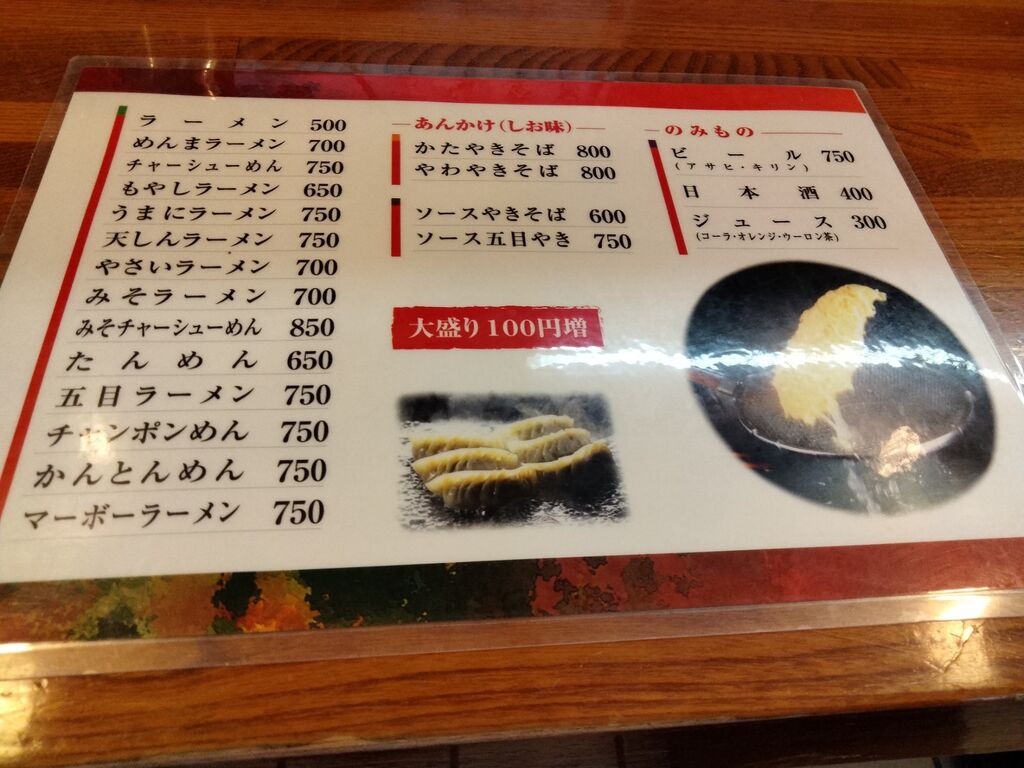 ラーメン 500
めんまラーメン 700
チャーシューめん 750
もやしラーメン 650
うまにラーメン 750
天しんラーメン 750
やさいラーメン 700
みそラーメン 700
みそチャーシューめん 850
たんめん 650
五目ラーメン 750
チャンポンめん 750
かんとんめん 750
マーボーラーメン 750
あんかけ(しお味)
かたやきそば 800
やわやきそば 800
ソースやきそば 600
ソース五目やき 750
大盛り100円増
のみもの
ビール 750
(アサヒ・キリン)
日本酒 400
ジュース 300
(コーラ・オレンジ・ウーロン茶)